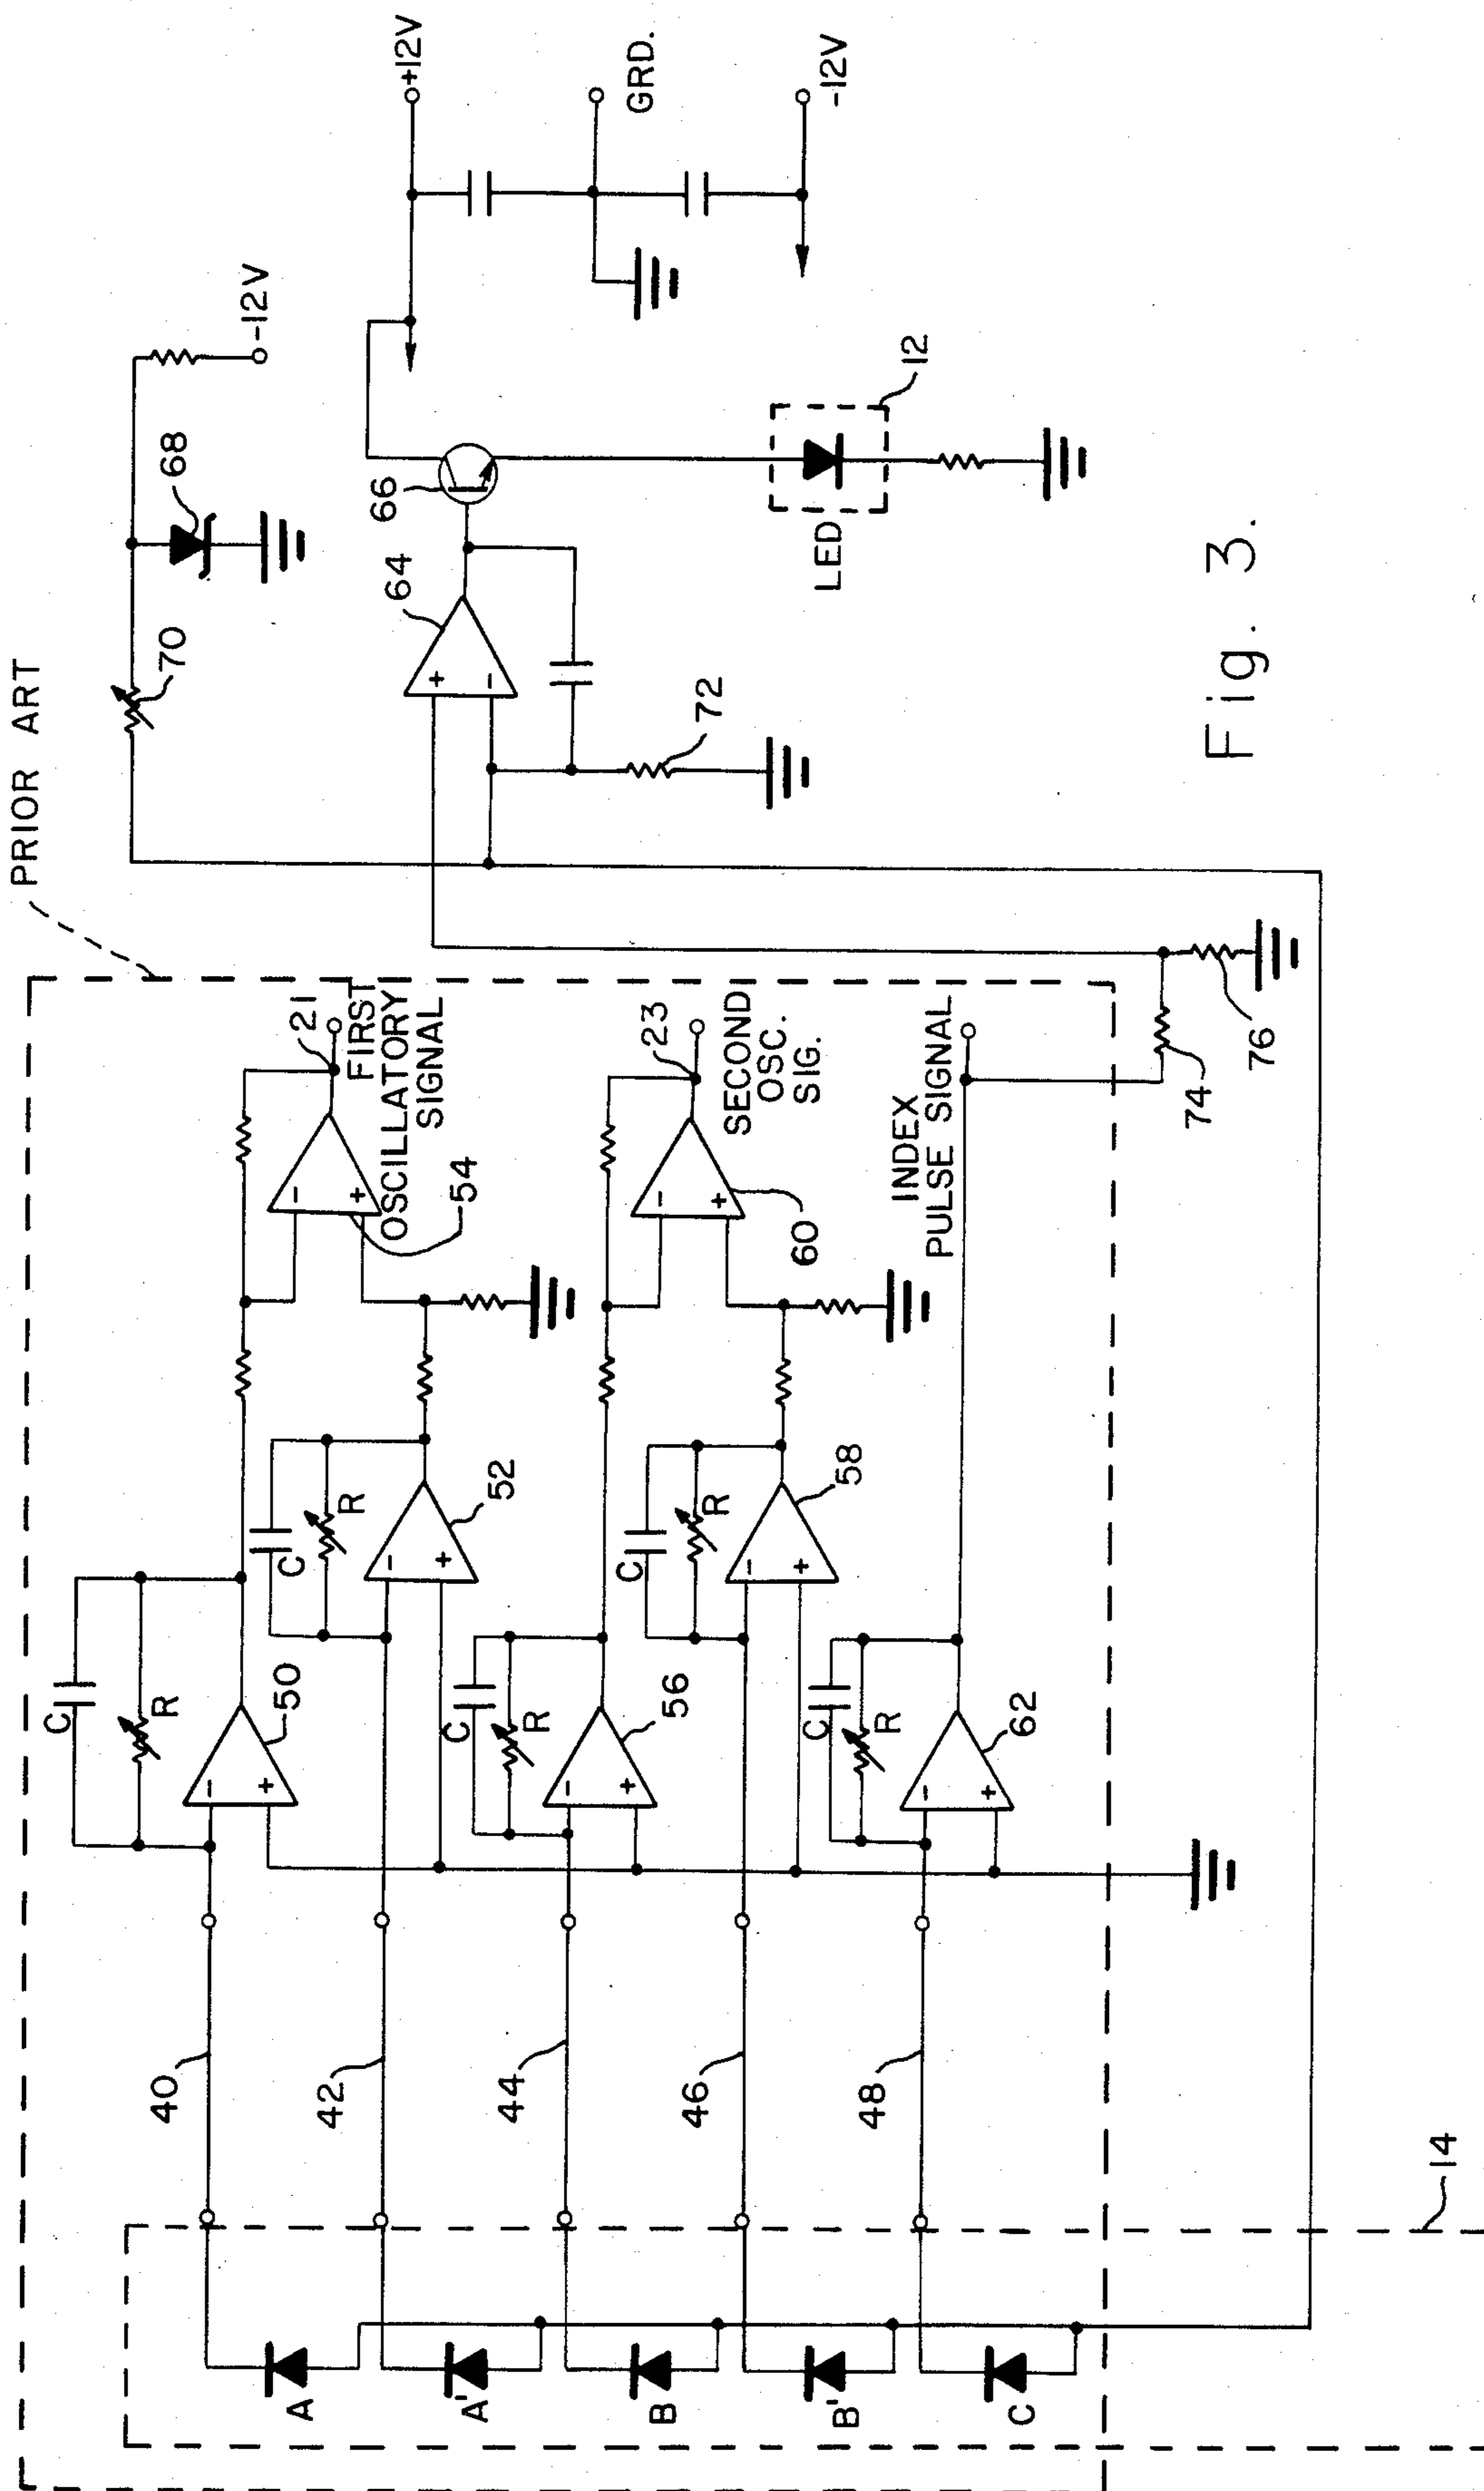 PRIOR ART
C
R
50
40
A
C
R
52
42
A'
21
FIRST
OSCILLATORY
SIGNAL
54
C
R
56
44
B
C
R
58
46
B'
23
SECOND
OSC.
SIG.
60
C
R
62
48
C
INDEX
PULSE SIGNAL
74
76
14
70
68
-12V
64
66
72
LED
12
+12V
GRD.
-12V
-
+
-
+
-
+
-
+
-
+
-
+
-
+
+
-
Fig. 3.